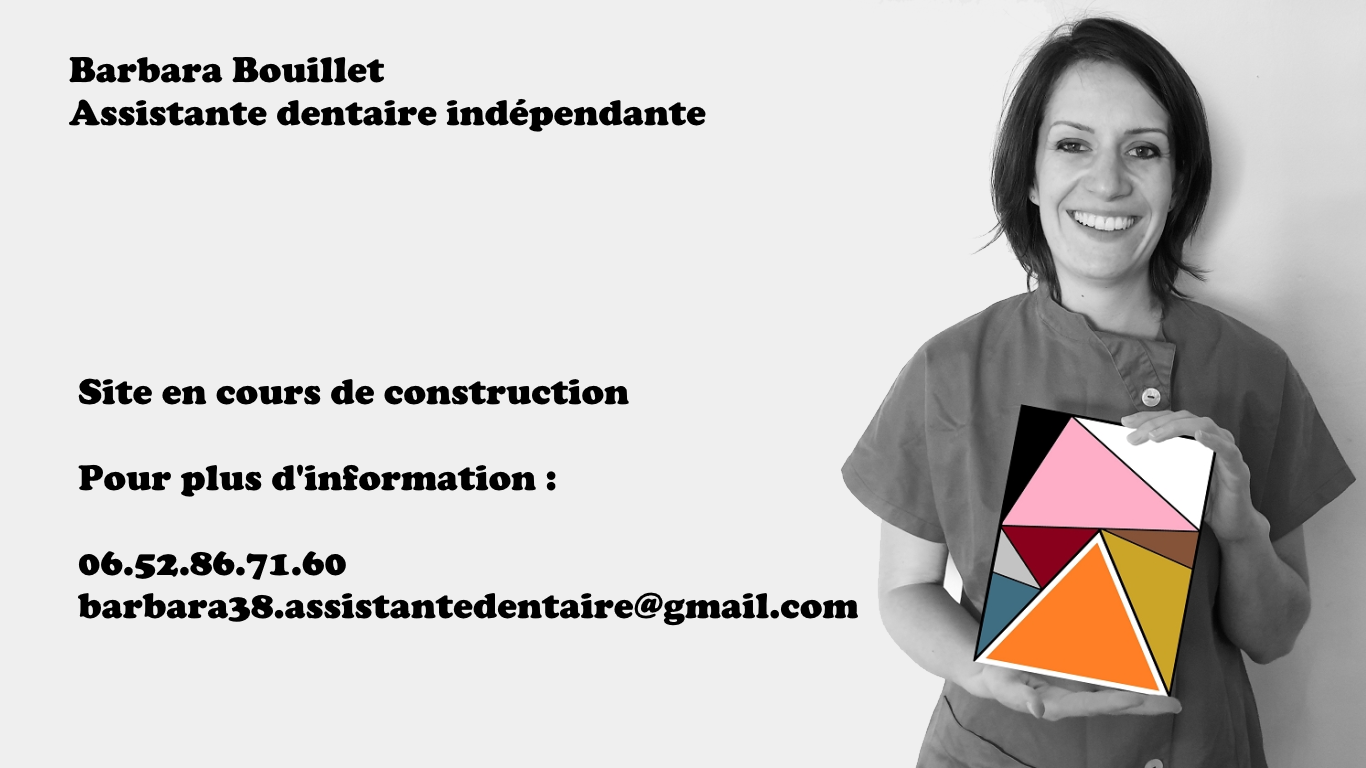 Barbara Bouillet
Assistante dentaire indépendante
Site en cours de construction
Pour plus d'information :
06.52.86.71.60
barbara38.assistantedentaire@gmail.com